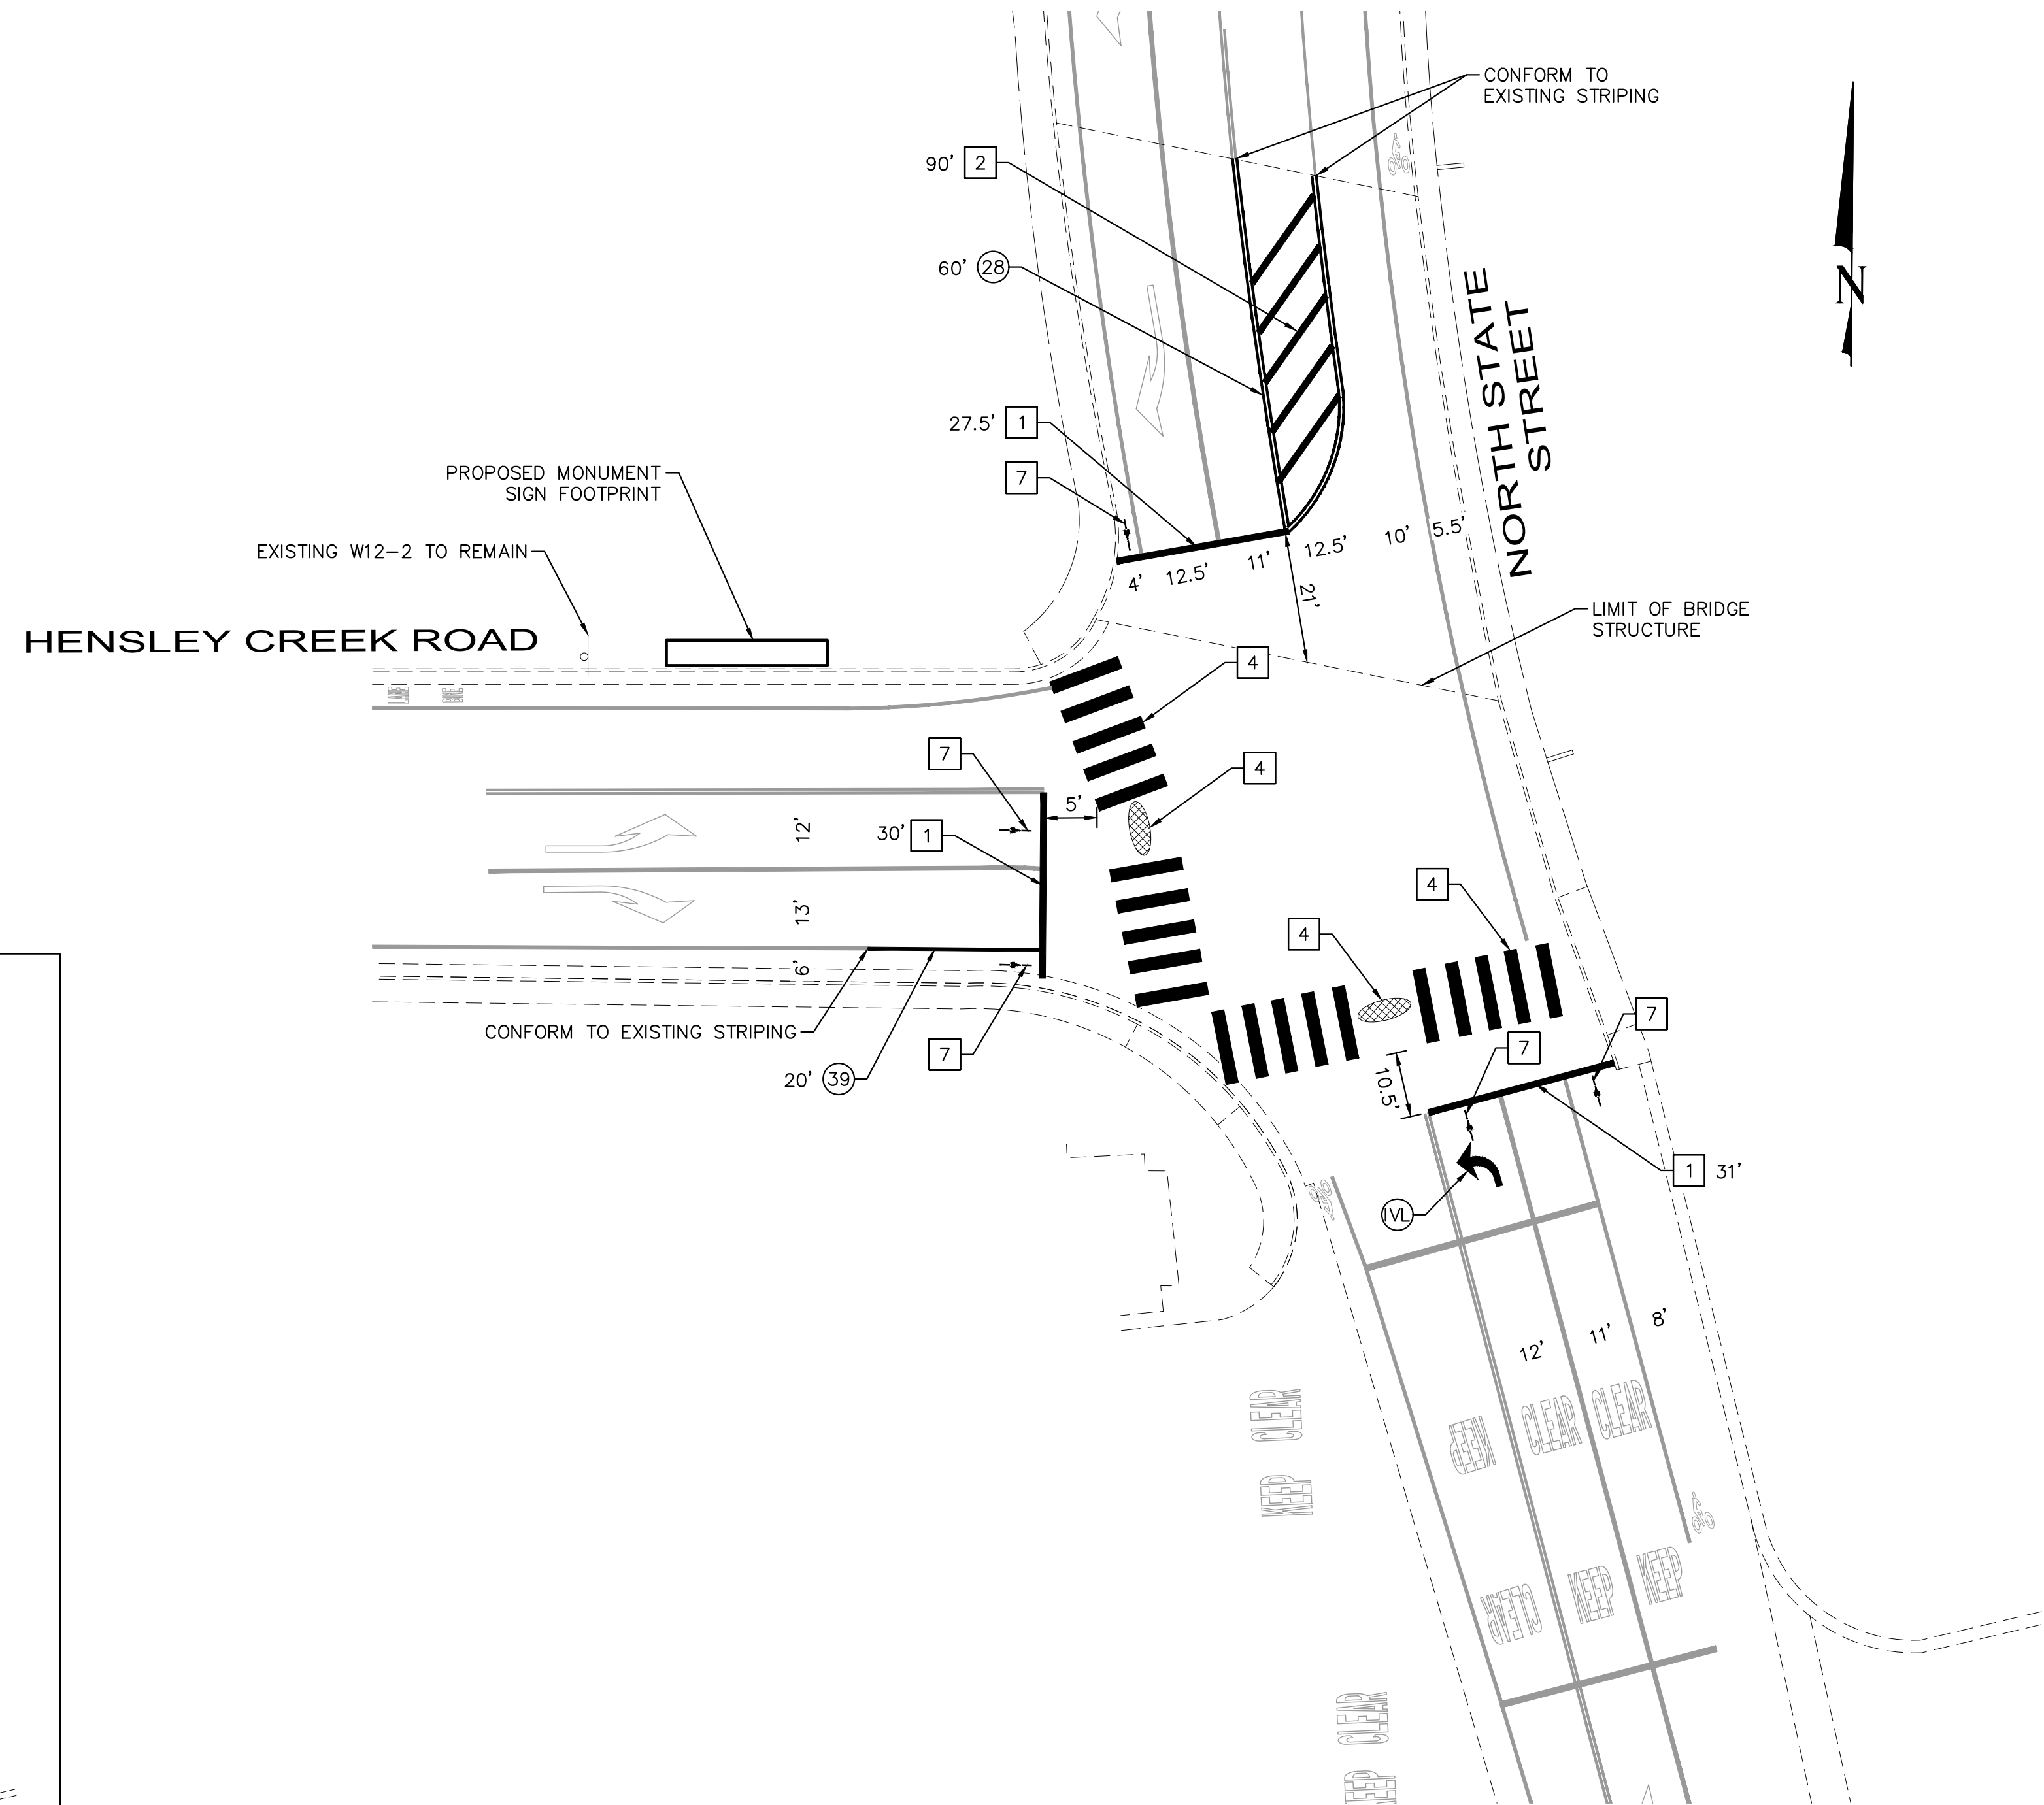 CONFORM TO
EXISTING STRIPING
90' 2
60' 28
N
NORTH STATE
STREET
27.5' 1
7
PROPOSED MONUMENT
SIGN FOOTPRINT
EXISTING W12-2 TO REMAIN
4' 12.5' 11' 12.5' 10' 5.5'
21'
LIMIT OF BRIDGE
STRUCTURE
HENSLEY CREEK ROAD
4
7
4
5'
12'
30' 1
4
13'
4
6'
7
7
CONFORM TO EXISTING STRIPING
7
20' 39
10.5'
1 31'
IVL
12' 11' 8'
CLEAR
KEEP
KEEP
CLEAR
CLEAR
CLEAR
KEEP
KEEP
CLEAR
KEEP